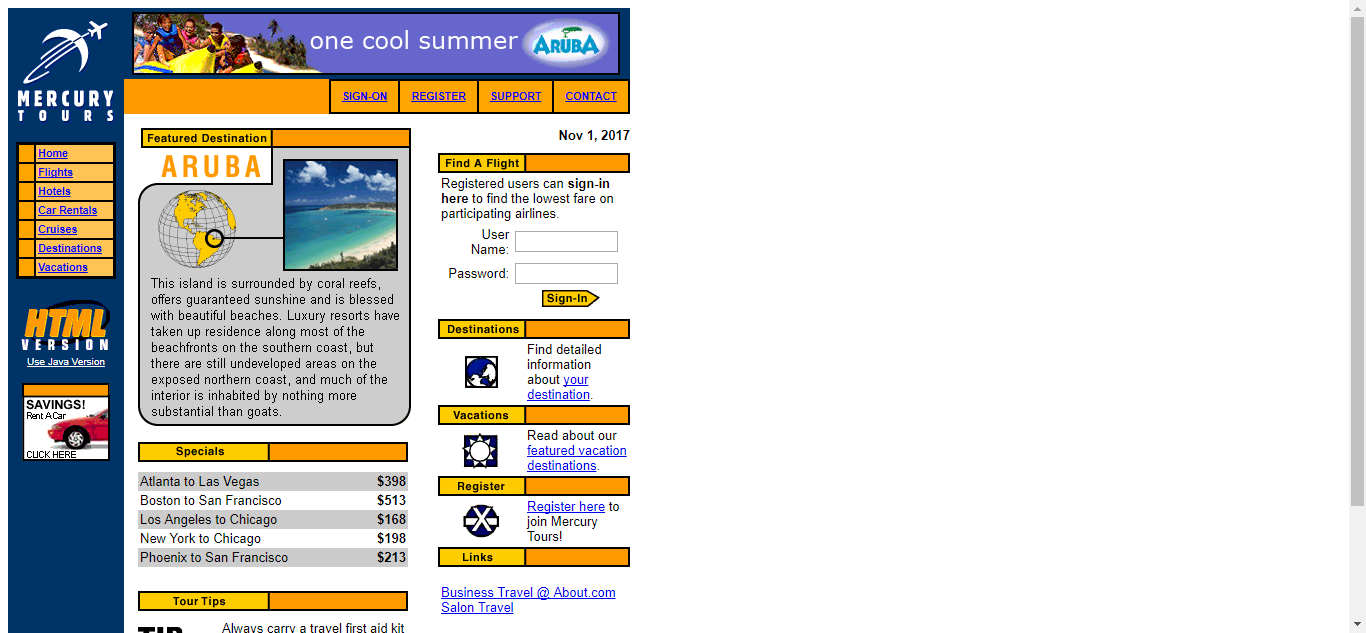 one cool summer
ARUBA
MERCURY
TOURS
SIGN-ON
REGISTER
SUPPORT
CONTACT
Home
Flights
Hotels
Car Rentals
Cruises
Destinations
Vacations
HTML
VERSION
Use Java Version
SAVINGS!
Rent A Car
CLICK HERE
Featured Destination
ARUBA
This island is surrounded by coral reefs,
offers guaranteed sunshine and is blessed
with beautiful beaches. Luxury resorts have
taken up residence along most of the
beachfronts on the southern coast, but
there are still undeveloped areas on the
exposed northern coast, and much of the
interior is inhabited by nothing more
substantial than goats.
Specials
Atlanta to Las Vegas $398
Boston to San Francisco $513
Los Angeles to Chicago $168
New York to Chicago $198
Phoenix to San Francisco $213
Tour Tips
TIP
Always carry a travel first aid kit
Nov 1, 2017
Find A Flight
Registered users can sign-in
here to find the lowest fare on
participating airlines.
User
Name:
Password:
Sign-In
Destinations
Find detailed
information
about your
destination.
Vacations
Read about our
featured vacation
destinations.
Register
Register here to
join Mercury
Tours!
Links
Business Travel @ About.com
Salon Travel